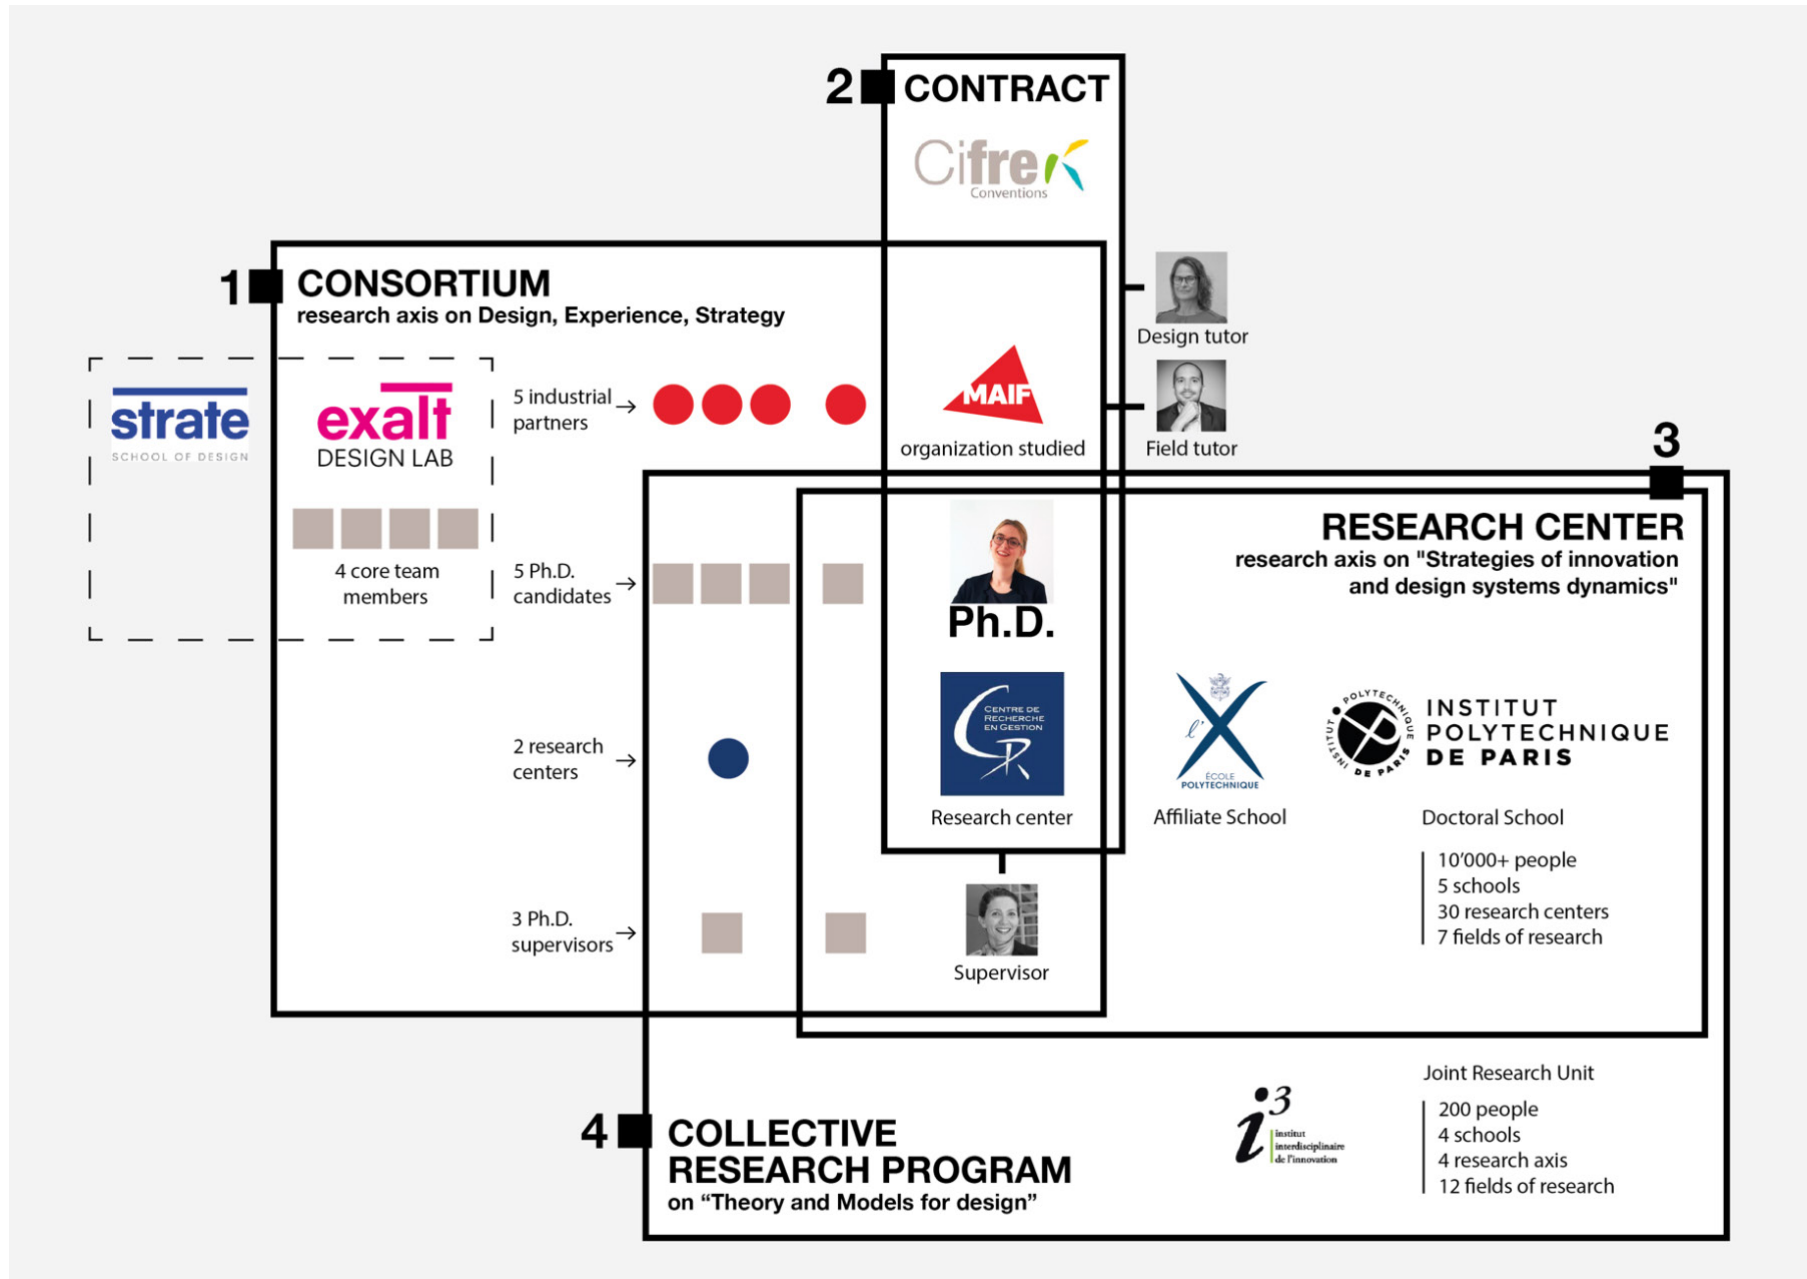 2 CONTRACT
Cifre
Conventions
1 CONSORTIUM
research axis on Design, Experience, Strategy
Design tutor
strate
SCHOOL OF DESIGN
exalt
DESIGN LAB
5 industrial
partners
MAIF
organization studied
Field tutor
4 core team
members
3
RESEARCH CENTER
research axis on "Strategies of innovation
and design systems dynamics"
5 Ph.D.
candidates
Ph.D.
2 research
centers
CENTRE DE
RECHERCHE
EN GESTION
CR
Research center
l'X
ÉCOLE
POLYTECHNIQUE
Affiliate School
INSTITUT POLYTECHNIQUE DE PARIS
INSTITUT
POLYTECHNIQUE
DE PARIS
Doctoral School
10'000+ people
5 schools
30 research centers
7 fields of research
3 Ph.D.
supervisors
Supervisor
4 COLLECTIVE
RESEARCH PROGRAM
on “Theory and Models for design”
i3
institut
interdisciplinaire
de l'innovation
Joint Research Unit
200 people
4 schools
4 research axis
12 fields of research